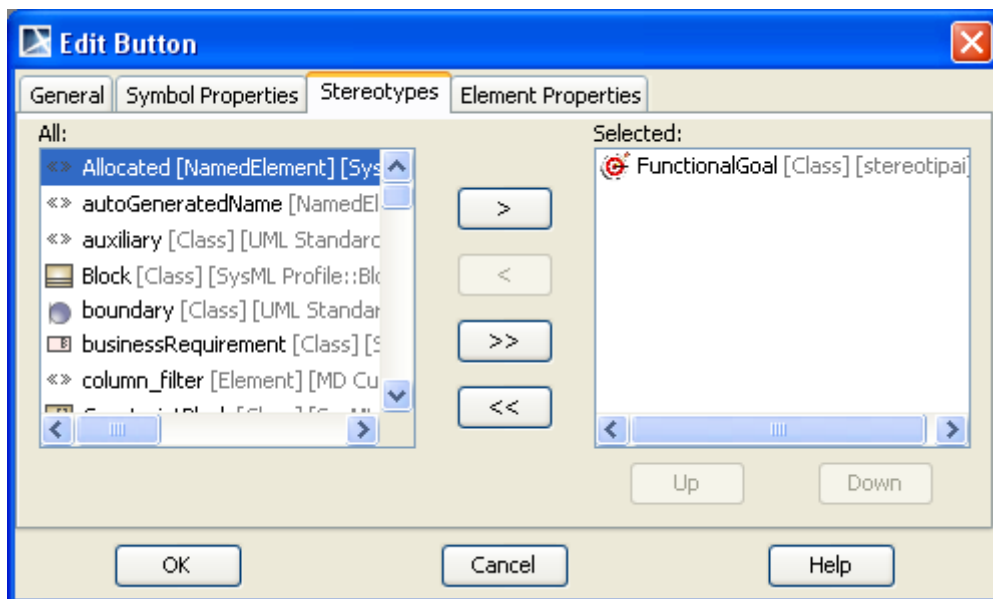 Edit Button
General Symbol Properties Stereotypes Element Properties
All:
Selected:
«» Allocated [NamedElement] [Sys
«» autoGeneratedName [NamedEl
«» auxiliary [Class] [UML Standard
Block [Class] [SysML Profile::Blo
boundary [Class] [UML Standar
B businessRequirement [Class] [S
«» column_filter [Element] [MD Cu
FunctionalGoal [Class] [stereotipai]
>
<
>>
<<
Up Down
OK Cancel Help